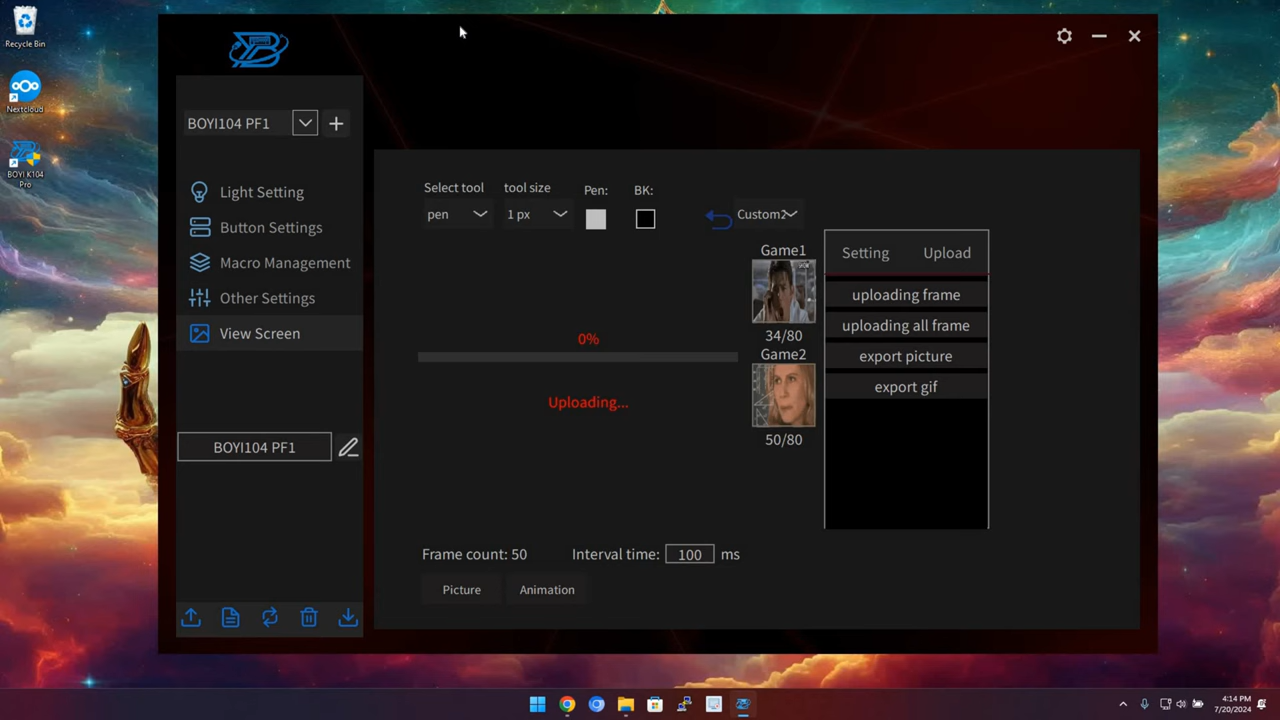 Recycle Bin
Nextcloud
BOYI K104
Pro
BOYI104 PF1
Light Setting
Button Settings
Macro Management
Other Settings
View Screen
BOYI104 PF1
Select tool
tool size
Pen:
BK:
pen
1 px
Custom2
Game1
34/80
Game2
50/80
Setting
Upload
uploading frame
uploading all frame
export picture
export gif
0%
Uploading...
Frame count: 50
Interval time:
100
ms
Picture
Animation
4:14 PM
7/20/2024